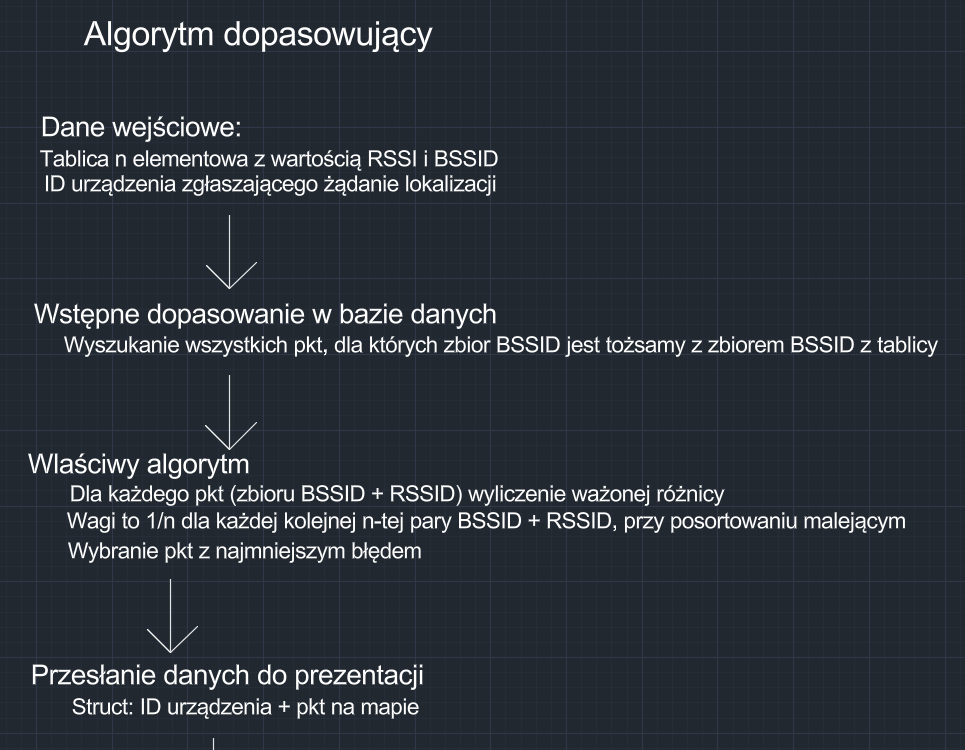 Algorytm dopasowujący
Dane wejściowe:
Tablica n elementowa z wartością RSSI i BSSID
ID urządzenia zgłaszającego żądanie lokalizacji
Wstępne dopasowanie w bazie danych
Wyszukanie wszystkich pkt, dla których zbior BSSID jest tożsamy z zbiorem BSSID z tablicy
Wlaściwy algorytm
Dla każdego pkt (zbioru BSSID + RSSID) wyliczenie ważonej różnicy
Wagi to 1/n dla każdej kolejnej n-tej pary BSSID + RSSID, przy posortowaniu malejącym
Wybranie pkt z najmniejszym błędem
Przesłanie danych do prezentacji
Struct: ID urządzenia + pkt na mapie